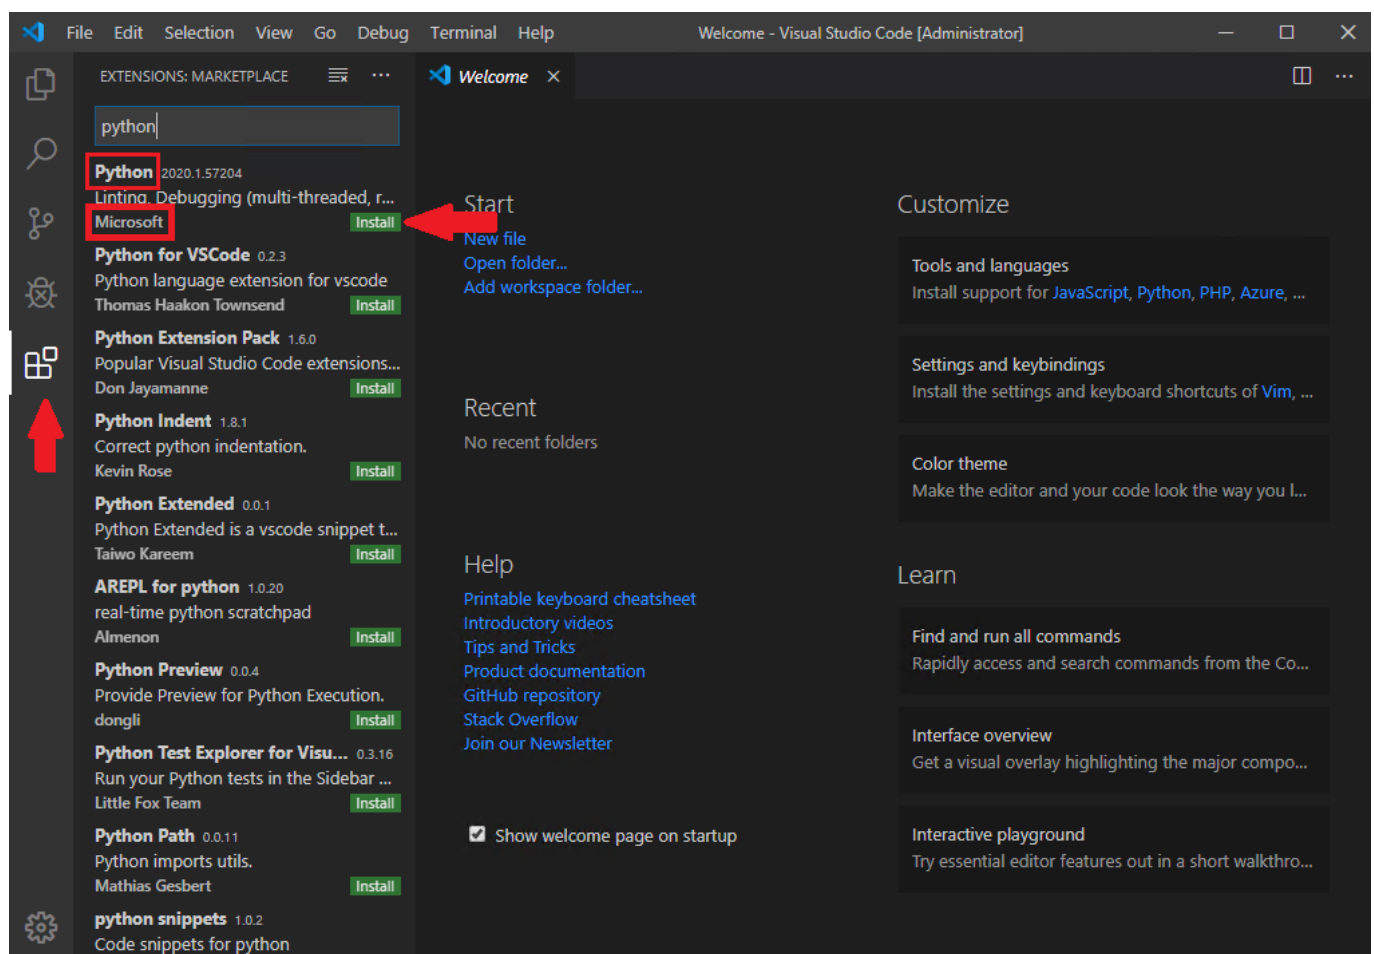 File Edit Selection View Go Debug Terminal Help Welcome - Visual Studio Code [Administrator]
EXTENSIONS: MARKETPLACE
Welcome
python
Python 2020.1.57204
Linting, Debugging (multi-threaded, r...
Microsoft Install
Python for VSCode 0.2.3
Python language extension for vscode
Thomas Haakon Townsend Install
Python Extension Pack 1.6.0
Popular Visual Studio Code extensions...
Don Jayamanne Install
Python Indent 1.8.1
Correct python indentation.
Kevin Rose Install
Python Extended 0.0.1
Python Extended is a vscode snippet t...
Taiwo Kareem Install
AREPL for python 1.0.20
real-time python scratchpad
Almenon Install
Python Preview 0.0.4
Provide Preview for Python Execution.
dongli Install
Python Test Explorer for Visu... 0.3.16
Run your Python tests in the Sidebar ...
Little Fox Team Install
Python Path 0.0.11
Python imports utils.
Mathias Gesbert Install
python snippets 1.0.2
Code snippets for python
Start
New file
Open folder...
Add workspace folder...
Recent
No recent folders
Help
Printable keyboard cheatsheet
Introductory videos
Tips and Tricks
Product documentation
GitHub repository
Stack Overflow
Join our Newsletter
Show welcome page on startup
Customize
Tools and languages
Install support for JavaScript, Python, PHP, Azure, ...
Settings and keybindings
Install the settings and keyboard shortcuts of Vim, ...
Color theme
Make the editor and your code look the way you l...
Learn
Find and run all commands
Rapidly access and search commands from the Co...
Interface overview
Get a visual overlay highlighting the major compo...
Interactive playground
Try essential editor features out in a short walkthro...